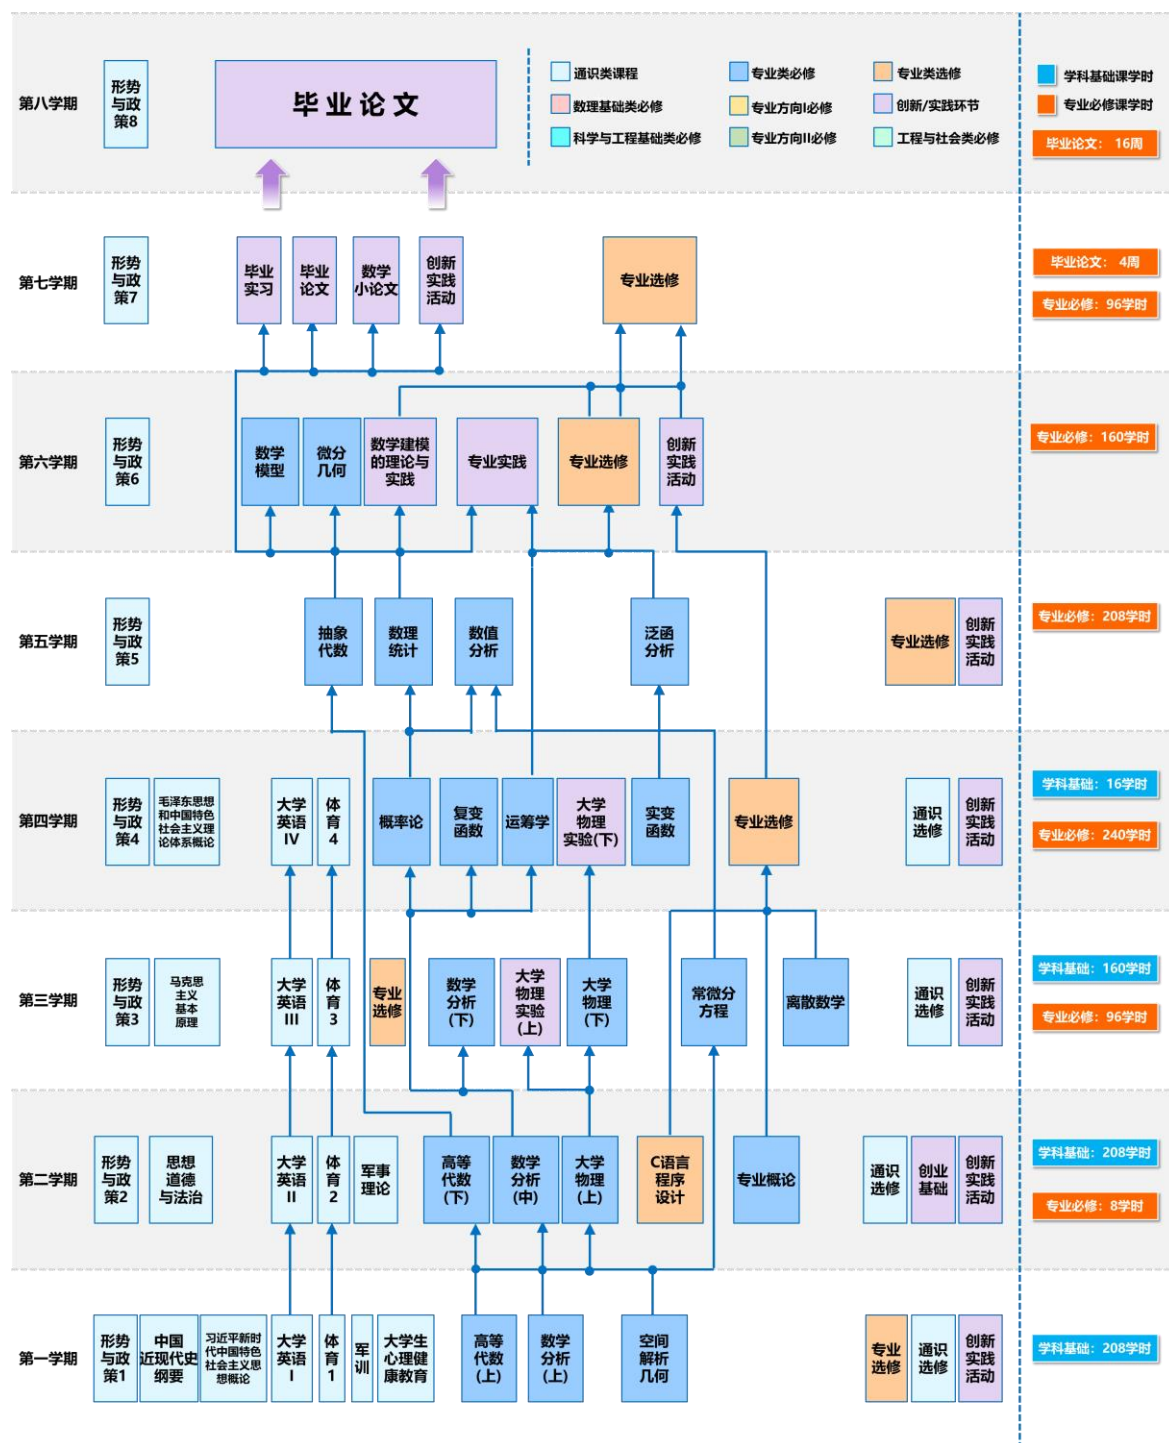 第八学期
形势
与政
策8
毕业论文
通识类课程
专业类必修
专业类选修
数理基础类必修
专业方向I必修
创新/实践环节
科学与工程基础类必修
专业方向II必修
工程与社会类必修
学科基础课学时
专业必修课学时
毕业论文：16周
第七学期
形势
与政
策7
毕业
实习
毕业
论文
数学
小论文
创新
实践
活动
专业选修
毕业论文：4周
专业必修：96学时
第六学期
形势
与政
策6
数学
模型
微分
几何
数学建模
的理论与
实践
专业实践
专业选修
创新
实践
活动
专业必修：160学时
第五学期
形势
与政
策5
抽象
代数
数理
统计
数值
分析
泛函
分析
专业选修
创新
实践
活动
专业必修：208学时
第四学期
形势
与政
策4
毛泽东思想
和中国特色
社会主义理
论体系概论
大学
英语
IV
体
育
4
概率论
复变
函数
运筹学
大学
物理
实验(下)
实变
函数
专业选修
通识
选修
创新
实践
活动
学科基础：16学时
专业必修：240学时
第三学期
形势
与政
策3
马克思
主义
基本
原理
大学
英语
III
体
育
3
专业
选修
数学
分析
(下)
大学
物理
实验
(上)
大学
物理
(下)
常微分
方程
离散数学
通识
选修
创新
实践
活动
学科基础：160学时
专业必修：96学时
第二学期
形势
与政
策2
思想
道德
与法治
大学
英语
II
体
育
2
军事
理论
高等
代数
(下)
数学
分析
(中)
大学
物理
(上)
C语言
程序
设计
专业概论
通识
选修
创业
基础
创新
实践
活动
学科基础：208学时
专业必修：8学时
第一学期
形势
与政
策1
中国
近现代史
纲要
习近平新时
代中国特色
社会主义思
想概论
大学
英语
I
体
育
1
军
训
大学生
心理健
康教育
高等
代数
(上)
数学
分析
(上)
空间
解析
几何
专业
选修
通识
选修
创新
实践
活动
学科基础：208学时